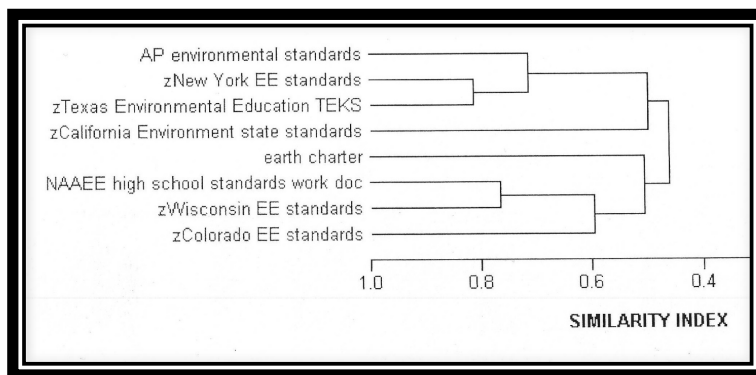 AP environmental standards
zNew York EE standards
zTexas Environmental Education TEKS
zCalifornia Environment state standards
earth charter
NAAEE high school standards work doc
zWisconsin EE standards
zColorado EE standards
1.0 0.8 0.6 0.4
SIMILARITY INDEX